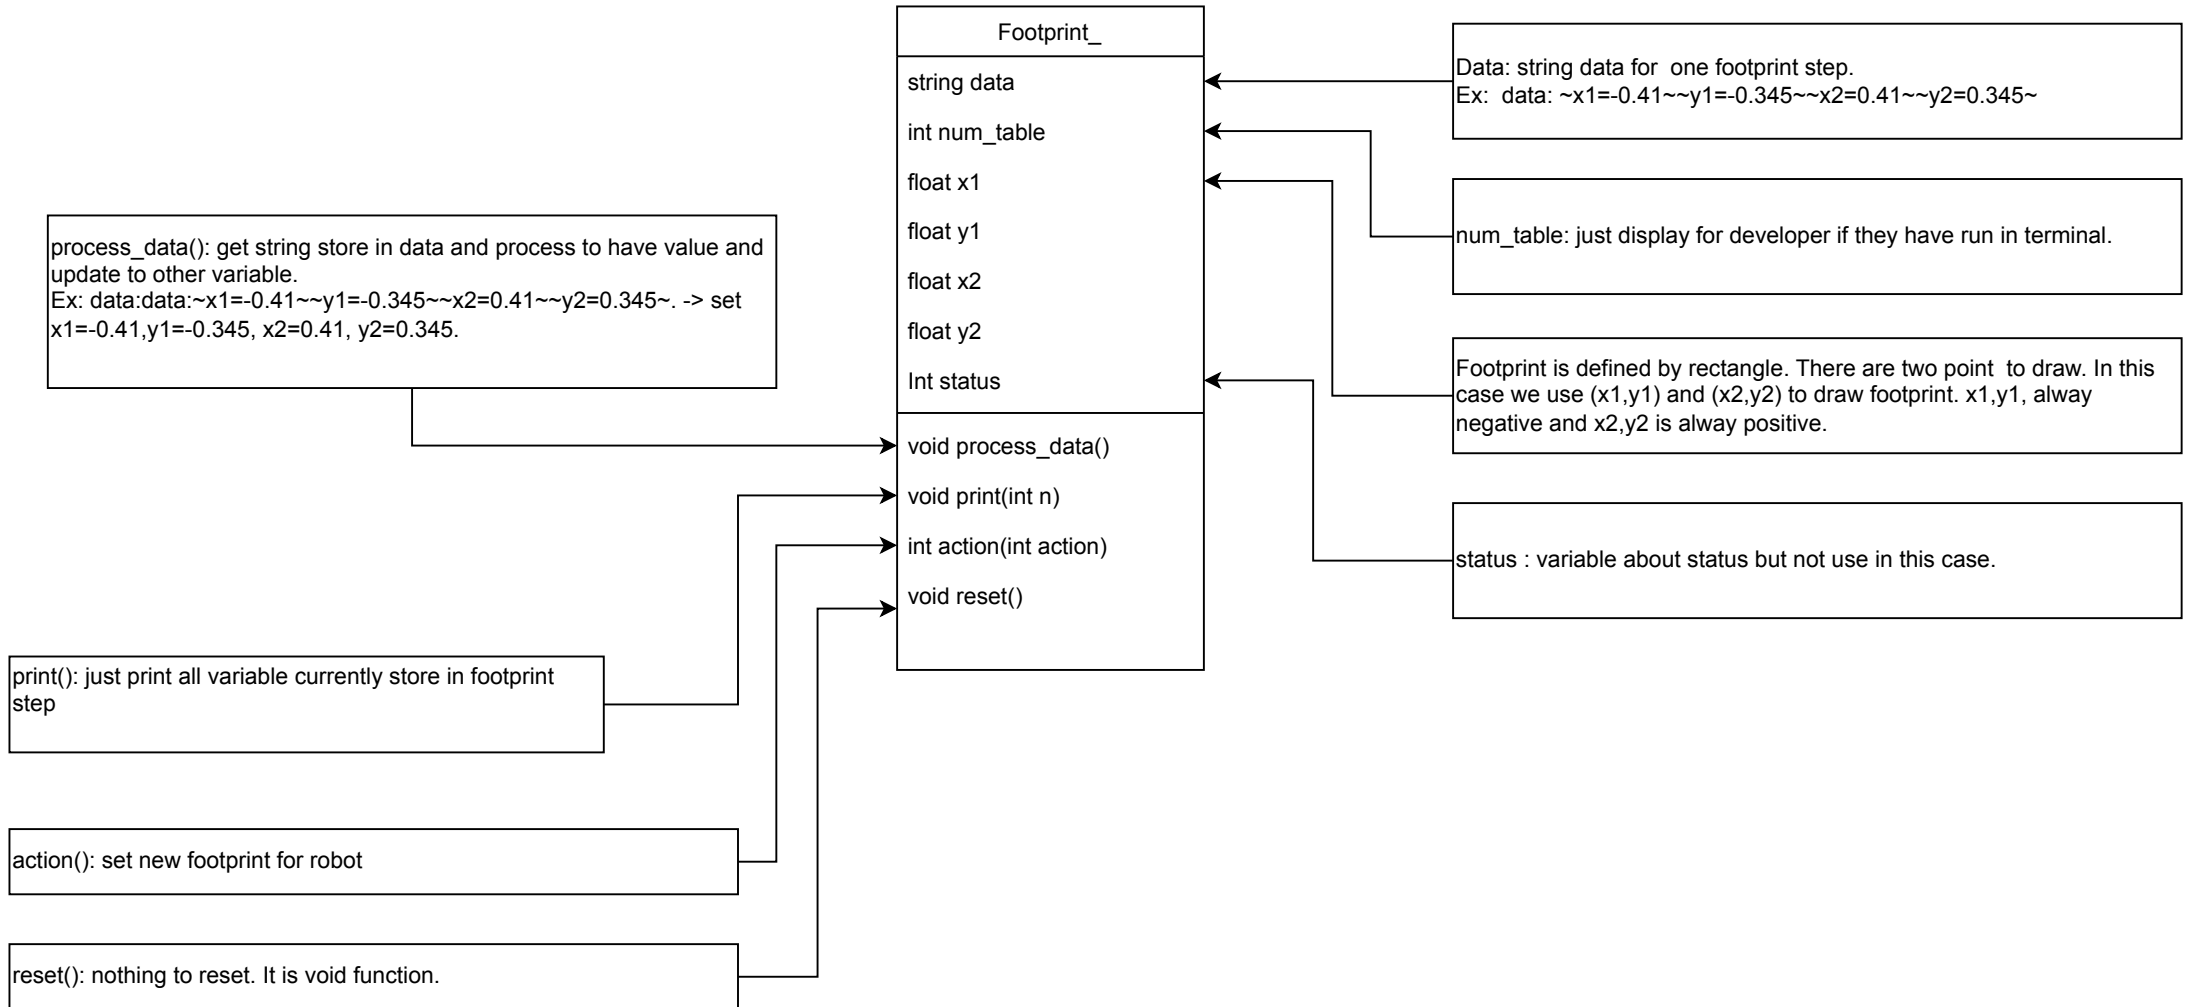 Footprint_
string data
int num_table
float x1
float y1
float x2
float y2
Int status
void process_data()
void print(int n)
int action(int action)
void reset()
Data: string data for  one footprint step.
Ex:  data: ~x1=-0.41~~y1=-0.345~~x2=0.41~~y2=0.345~
num_table: just display for developer if they have run in terminal.
Footprint is defined by rectangle. There are two point  to draw. In this
case we use (x1,y1) and (x2,y2) to draw footprint. x1,y1, alway
negative and x2,y2 is alway positive.
status : variable about status but not use in this case.
process_data(): get string store in data and process to have value and
update to other variable.
Ex: data:data:~x1=-0.41~~y1=-0.345~~x2=0.41~~y2=0.345~. -> set
x1=-0.41,y1=-0.345, x2=0.41, y2=0.345.
print(): just print all variable currently store in footprint
step
action(): set new footprint for robot
reset(): nothing to reset. It is void function.